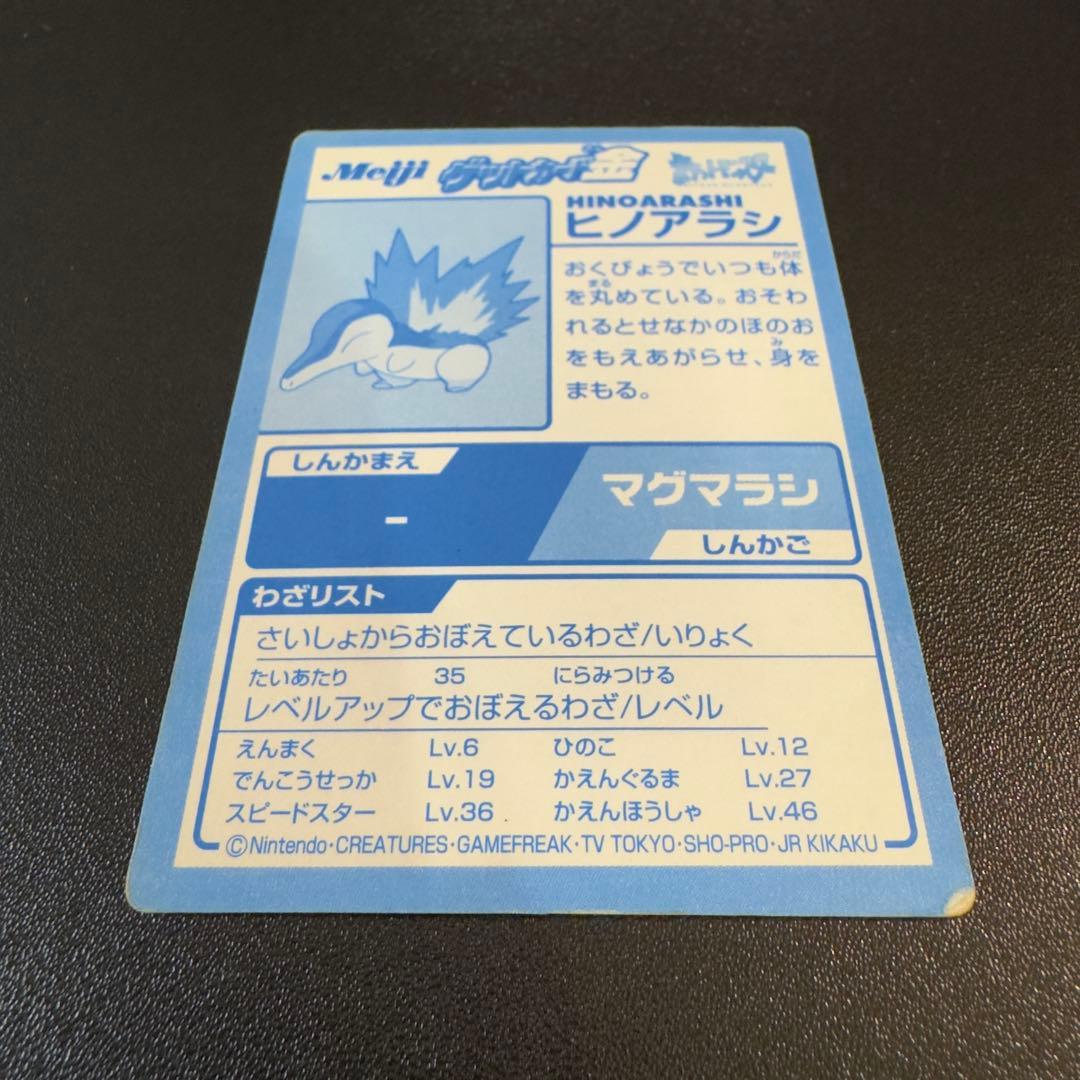 Meiji ゲットカード金
HINOARASHI
ヒノアラシ
おくびょうでいつも体
からだ
を丸めている。おそわ
まる
れるとせなかのほのお
をもえあがらせ、身を
み
まもる。
しんかまえ
-
マグマラシ
しんかご
わざリスト
さいしょからおぼえているわざ/いりょく
たいあたり 35 にらみつける
レベルアップでおぼえるわざ/レベル
えんまく Lv.6 ひのこ Lv.12
でんこうせっか Lv.19 かえんぐるま Lv.27
スピードスター Lv.36 かえんほうしゃ Lv.46
©Nintendo・CREATURES・GAMEFREAK・TV TOKYO・SHO-PRO・JR KIKAKU